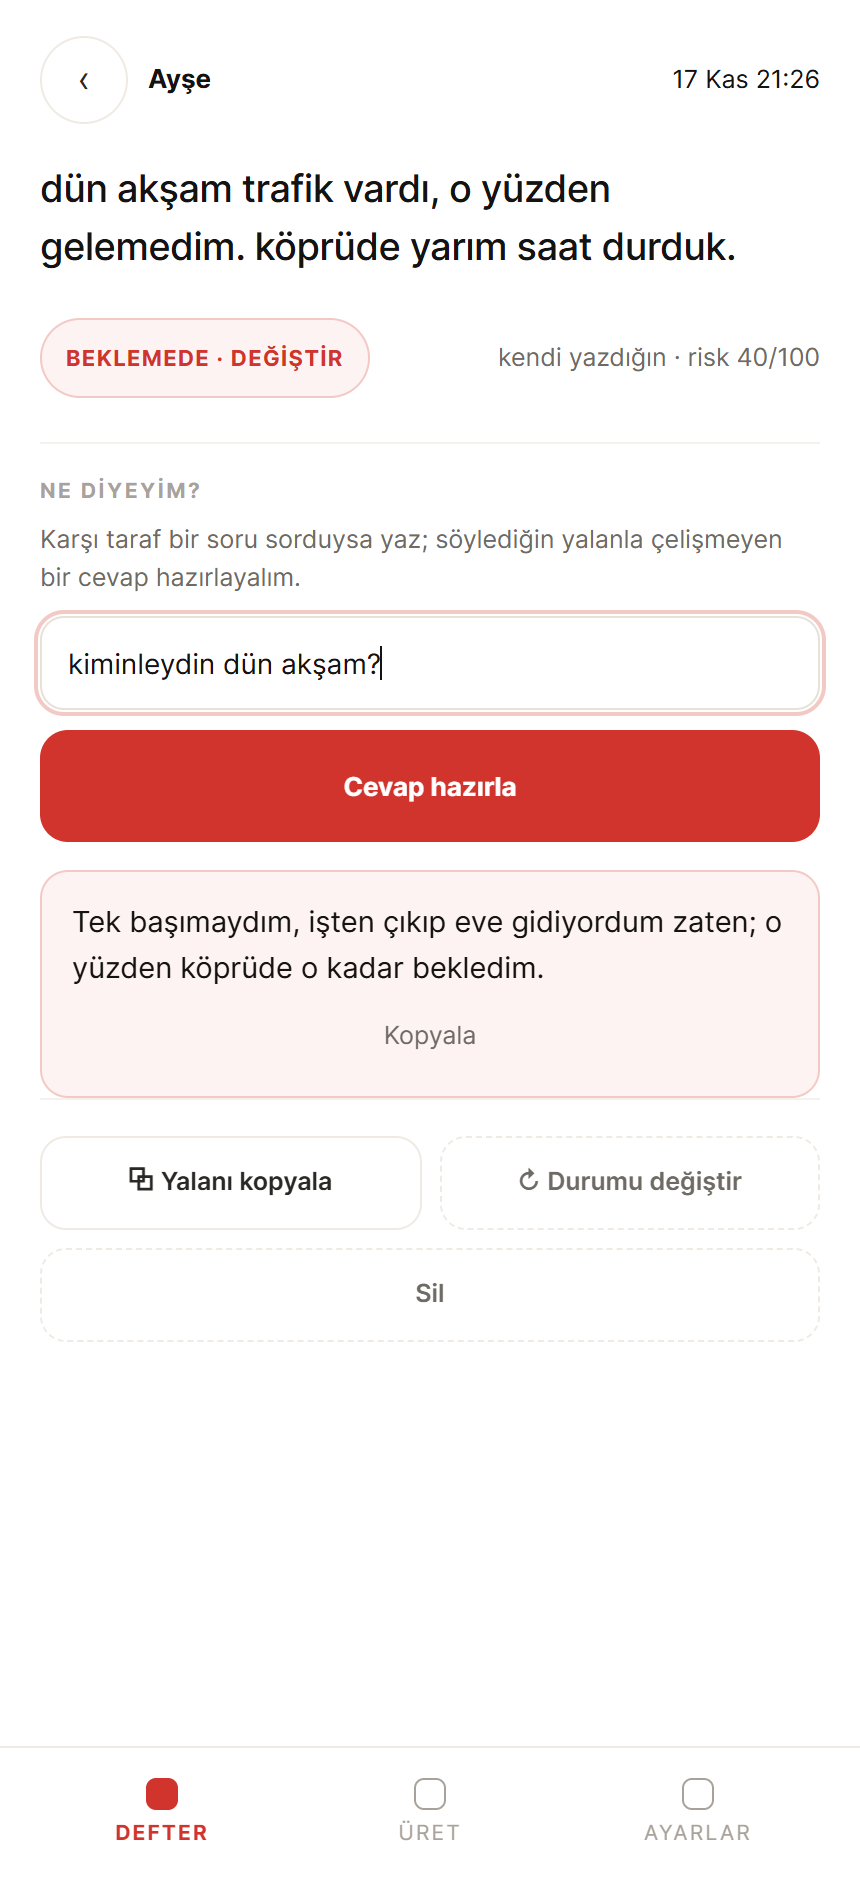 ‹ Ayşe 17 Kas 21:26
dün akşam trafik vardı, o yüzden
gelemedim. köprüde yarım saat durduk.
BEKLEMEDE · DEĞİŞTİR kendi yazdığın · risk 40/100
NE DİYEYİM?
Karşı taraf bir soru sorduysa yaz; söylediğin yalanla çelişmeyen
bir cevap hazırlayalım.
kiminleydin dün akşam?
Cevap hazırla
Tek başımaydım, işten çıkıp eve gidiyordum zaten; o
yüzden köprüde o kadar bekledim.
Kopyala
Yalanı kopyala ↻ Durumu değiştir
Sil
DEFTER ÜRET AYARLAR